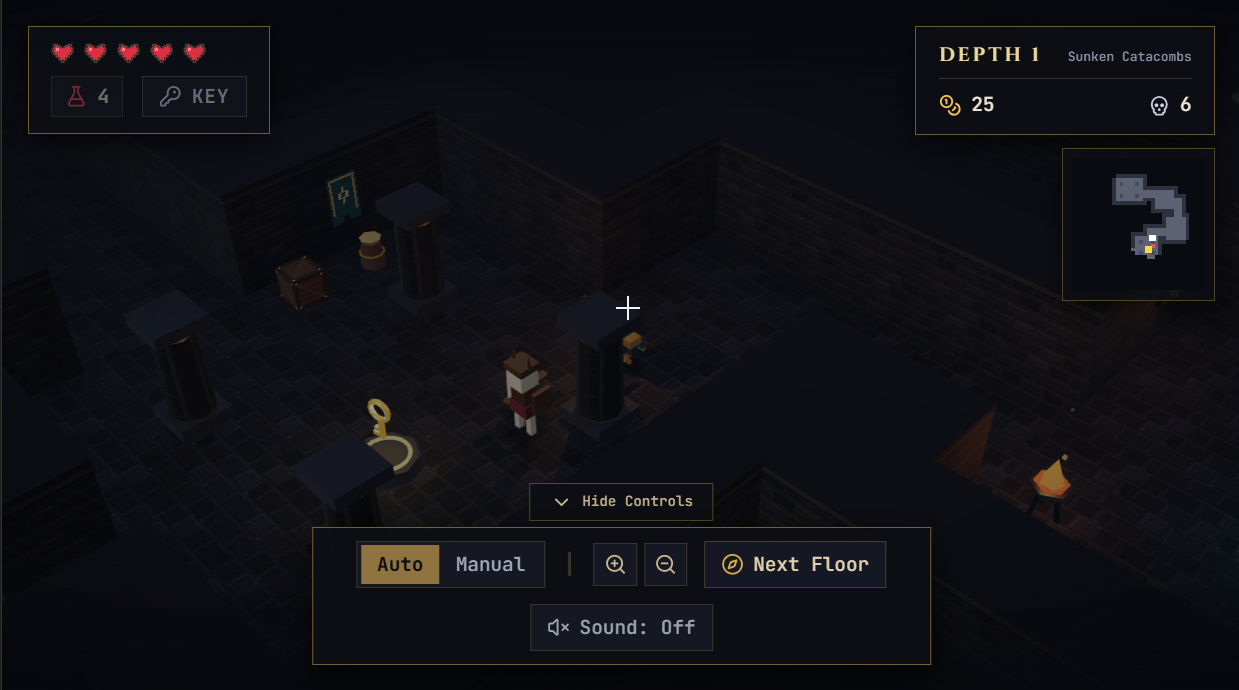 4
KEY
DEPTH 1
Sunken Catacombs
25
6
Hide Controls
Auto
Manual
Next Floor
Sound: Off